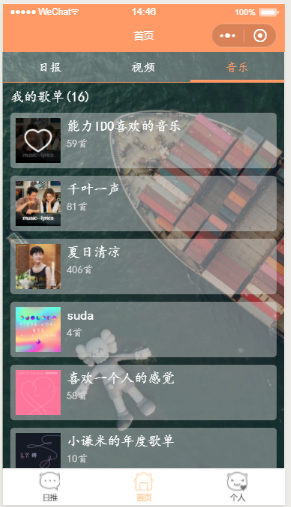 WeChat
14:46
100%
首页
日报 视频 音乐
我的歌单(16)
能力IDO喜欢的音乐
59首
千叶一声
81首
夏日清凉
406首
suda
4首
喜欢一个人的感觉
58首
小谦米的年度歌单
10首
日推 首页 个人